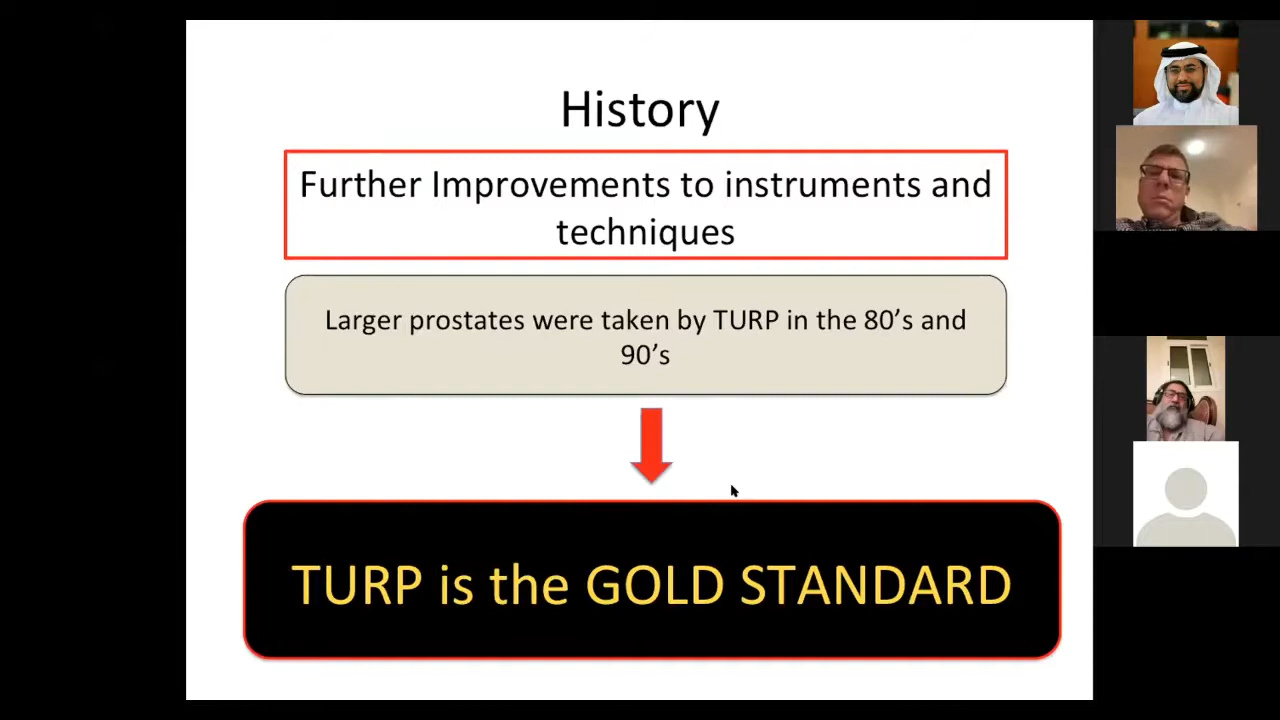 History
Further Improvements to instruments and
techniques
Larger prostates were taken by TURP in the 80’s and
90’s
TURP is the GOLD STANDARD